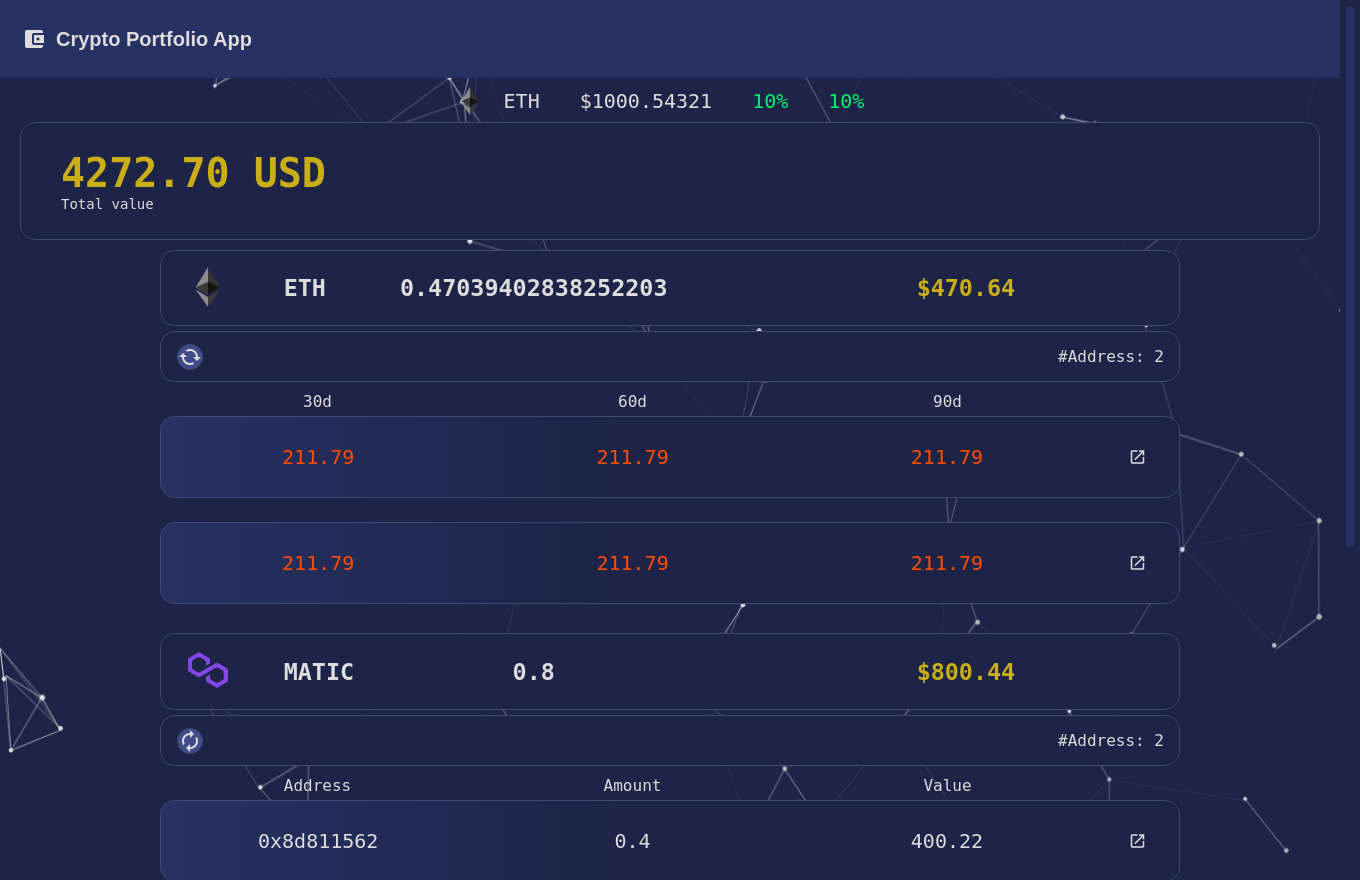 Crypto Portfolio App
ETH $1000.54321 10% 10%
4272.70 USD
Total value
ETH 0.47039402838252203 $470.64
#Address: 2
30d 60d 90d
211.79 211.79 211.79
211.79 211.79 211.79
MATIC 0.8 $800.44
#Address: 2
Address Amount Value
0x8d811562 0.4 400.22